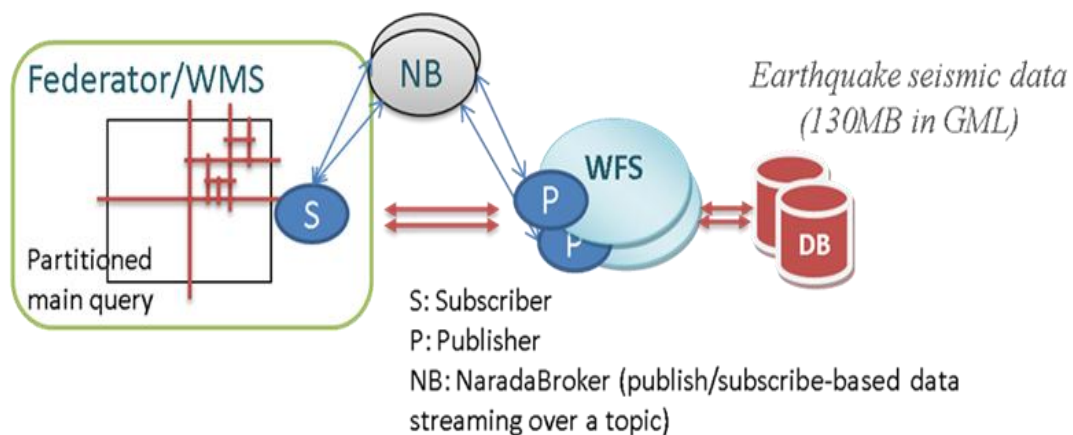 Federator/WMS
NB
Earthquake seismic data
(130MB in GML)
WFS
P
S
P
DB
Partitioned
main query
S: Subscriber
P: Publisher
NB: NaradaBroker (publish/subscribe-based data
streaming over a topic)